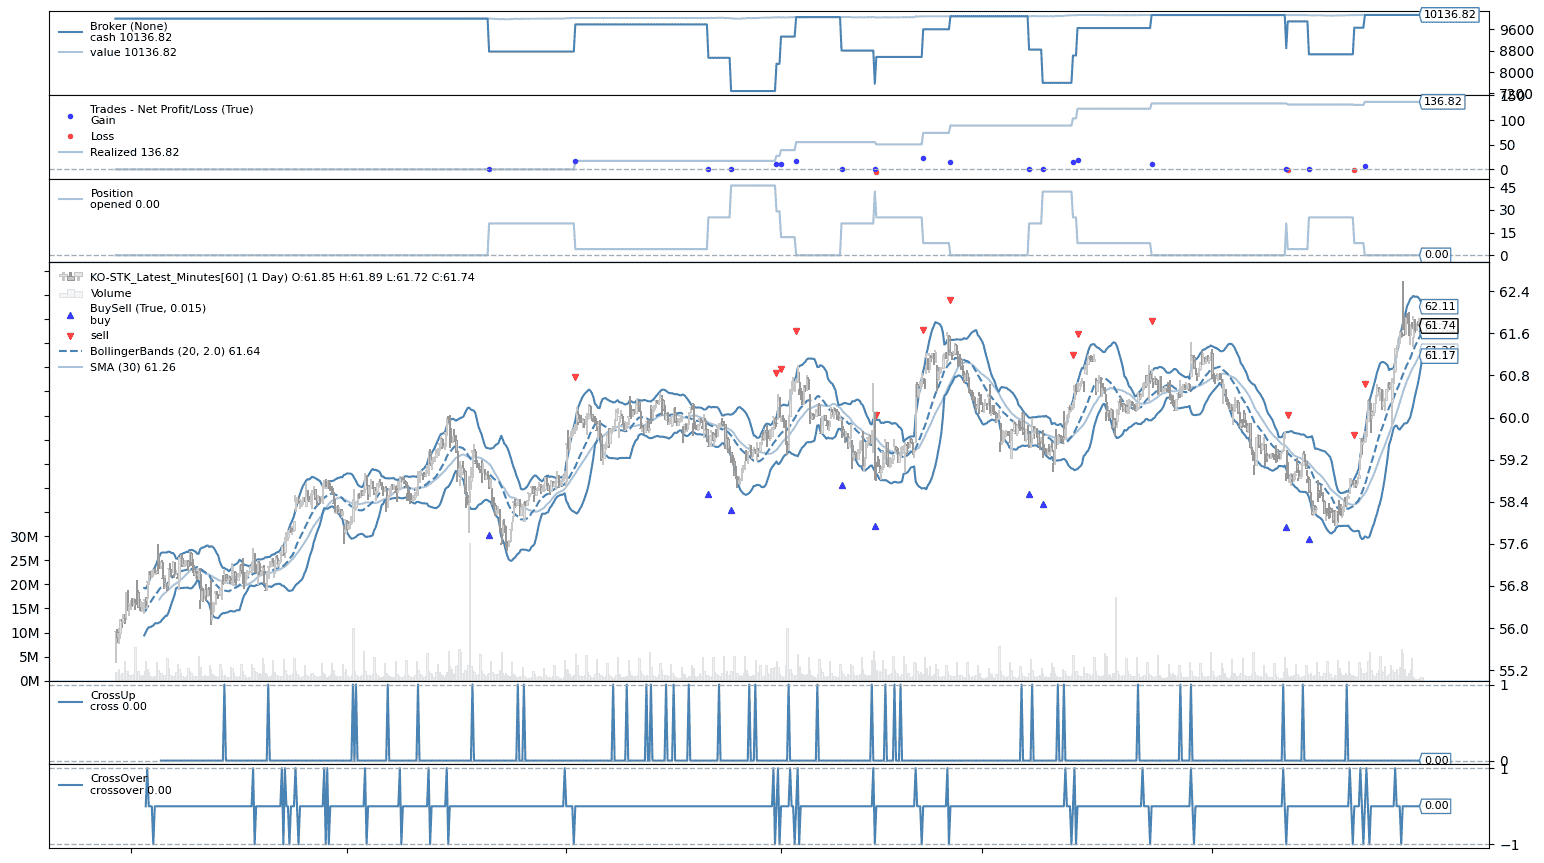 Broker (None)
cash 10136.82
value 10136.82
10136.82
9600
8800
8000
7200
Trades - Net Profit/Loss (True)
Gain
Loss
Realized 136.82
150
136.82
100
50
0
Position
opened 0.00
45
30
15
0
0.00
KO-STK_Latest_Minutes[60] (1 Day) O:61.85 H:61.89 L:61.72 C:61.74
Volume
BuySell (True, 0.015)
buy
sell
BollingerBands (20, 2.0) 61.64
SMA (30) 61.26
62.4
62.11
61.74
61.6
61.26
61.17
60.8
60.0
59.2
58.4
57.6
56.8
56.0
55.2
30M
25M
20M
15M
10M
5M
0M
CrossUp
cross 0.00
1
0
0.00
CrossOver
crossover 0.00
1
0.00
−1